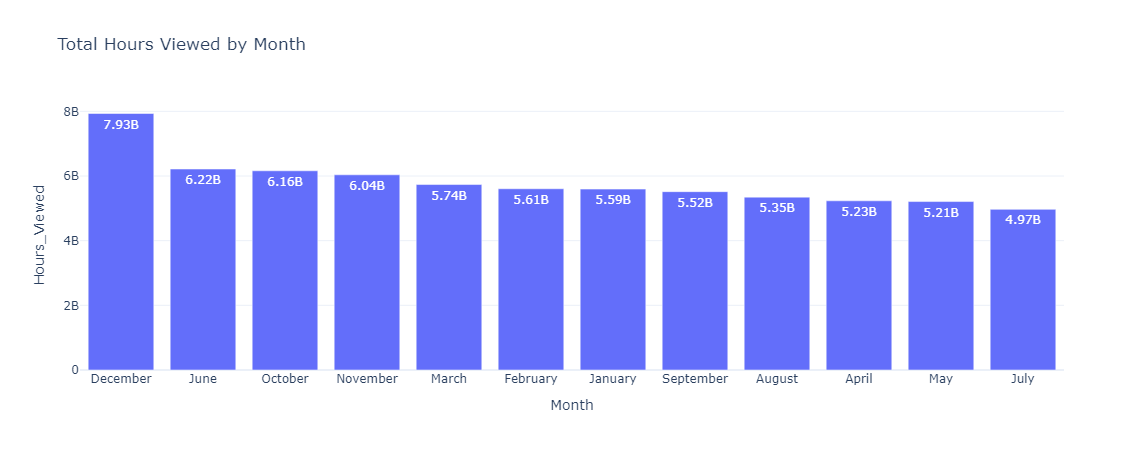 Total Hours Viewed by Month
Hours_Viewed
8B
6B
4B
2B
0
7.93B 6.22B 6.16B 6.04B 5.74B 5.61B 5.59B 5.52B 5.35B 5.23B 5.21B 4.97B
December June October November March February January September August April May July
Month